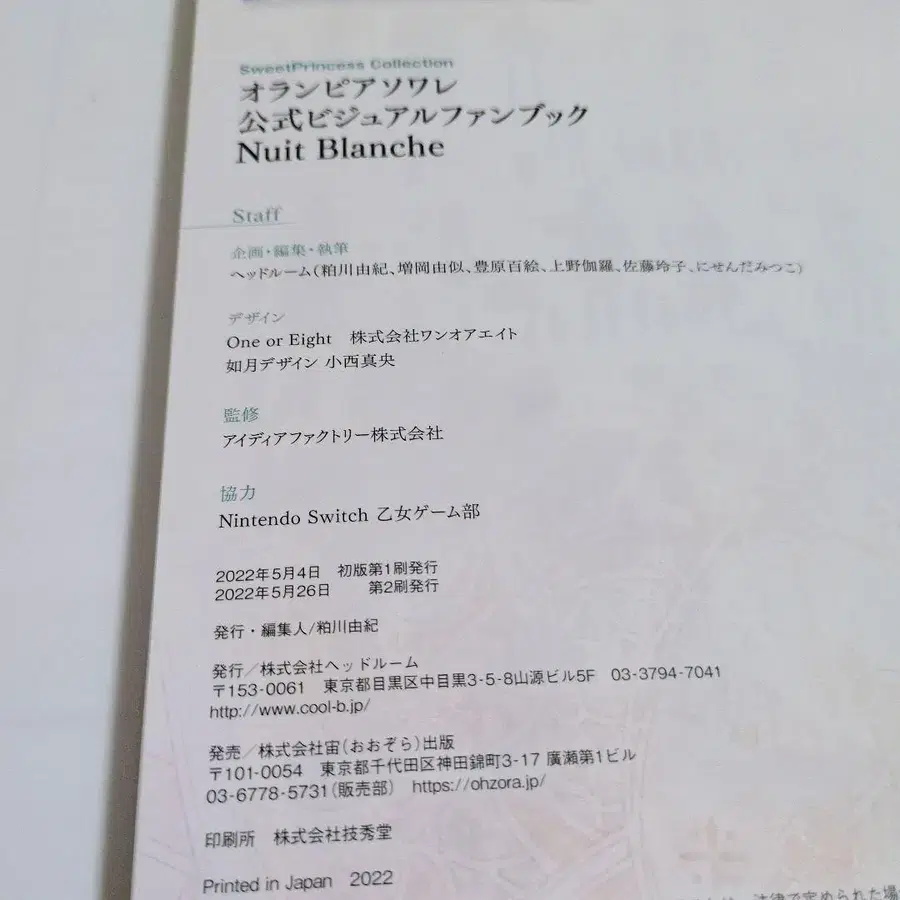 SweetPrincess Collection
オランピアソワレ
公式ビジュアルファンブック
Nuit Blanche
Staff
企画・編集・執筆
ヘッドルーム(粕川由紀、増岡由似、豊原百絵、上野伽羅、佐藤玲子、にせんだみつこ)
デザイン
One or Eight　株式会社ワンオアエイト
如月デザイン 小西真央
監修
アイディアファクトリー株式会社
協力
Nintendo Switch 乙女ゲーム部
2022年5月4日　初版第1刷発行
2022年5月26日　　第2刷発行
発行・編集人/粕川由紀
発行／株式会社ヘッドルーム
〒153-0061　東京都目黒区中目黒3-5-8山源ビル5F　03-3794-7041
http://www.cool-b.jp/
発売／株式会社宙(おおぞら)出版
〒101-0054　東京都千代田区神田錦町3-17 廣瀬第1ビル
03-6778-5731(販売部)　https://ohzora.jp/
印刷所　株式会社技秀堂
Printed in Japan　2022
法律で定められた場